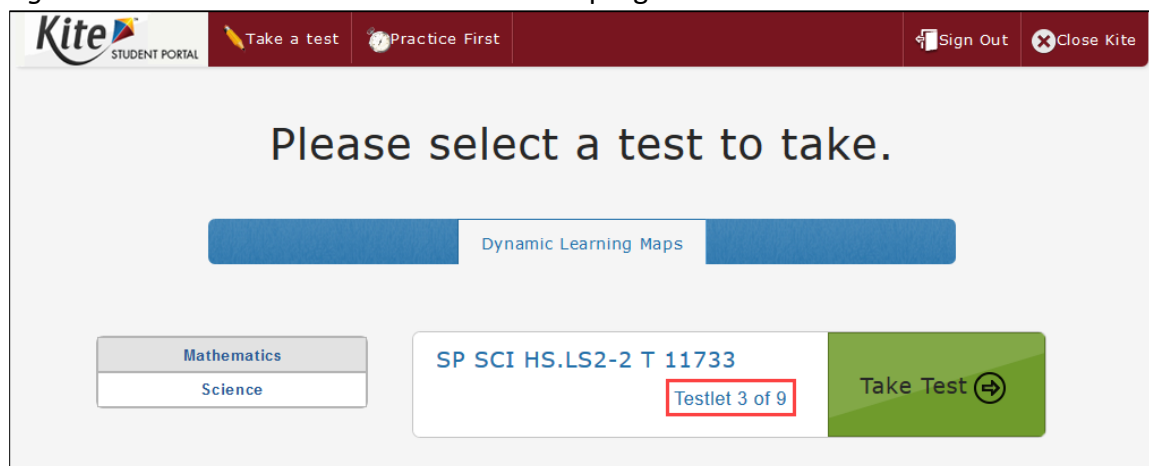 Kite STUDENT PORTAL Take a test Practice First Sign Out Close Kite
Please select a test to take.
Dynamic Learning Maps
Mathematics
Science
SP SCI HS.LS2-2 T 11733
Testlet 3 of 9
Take Test